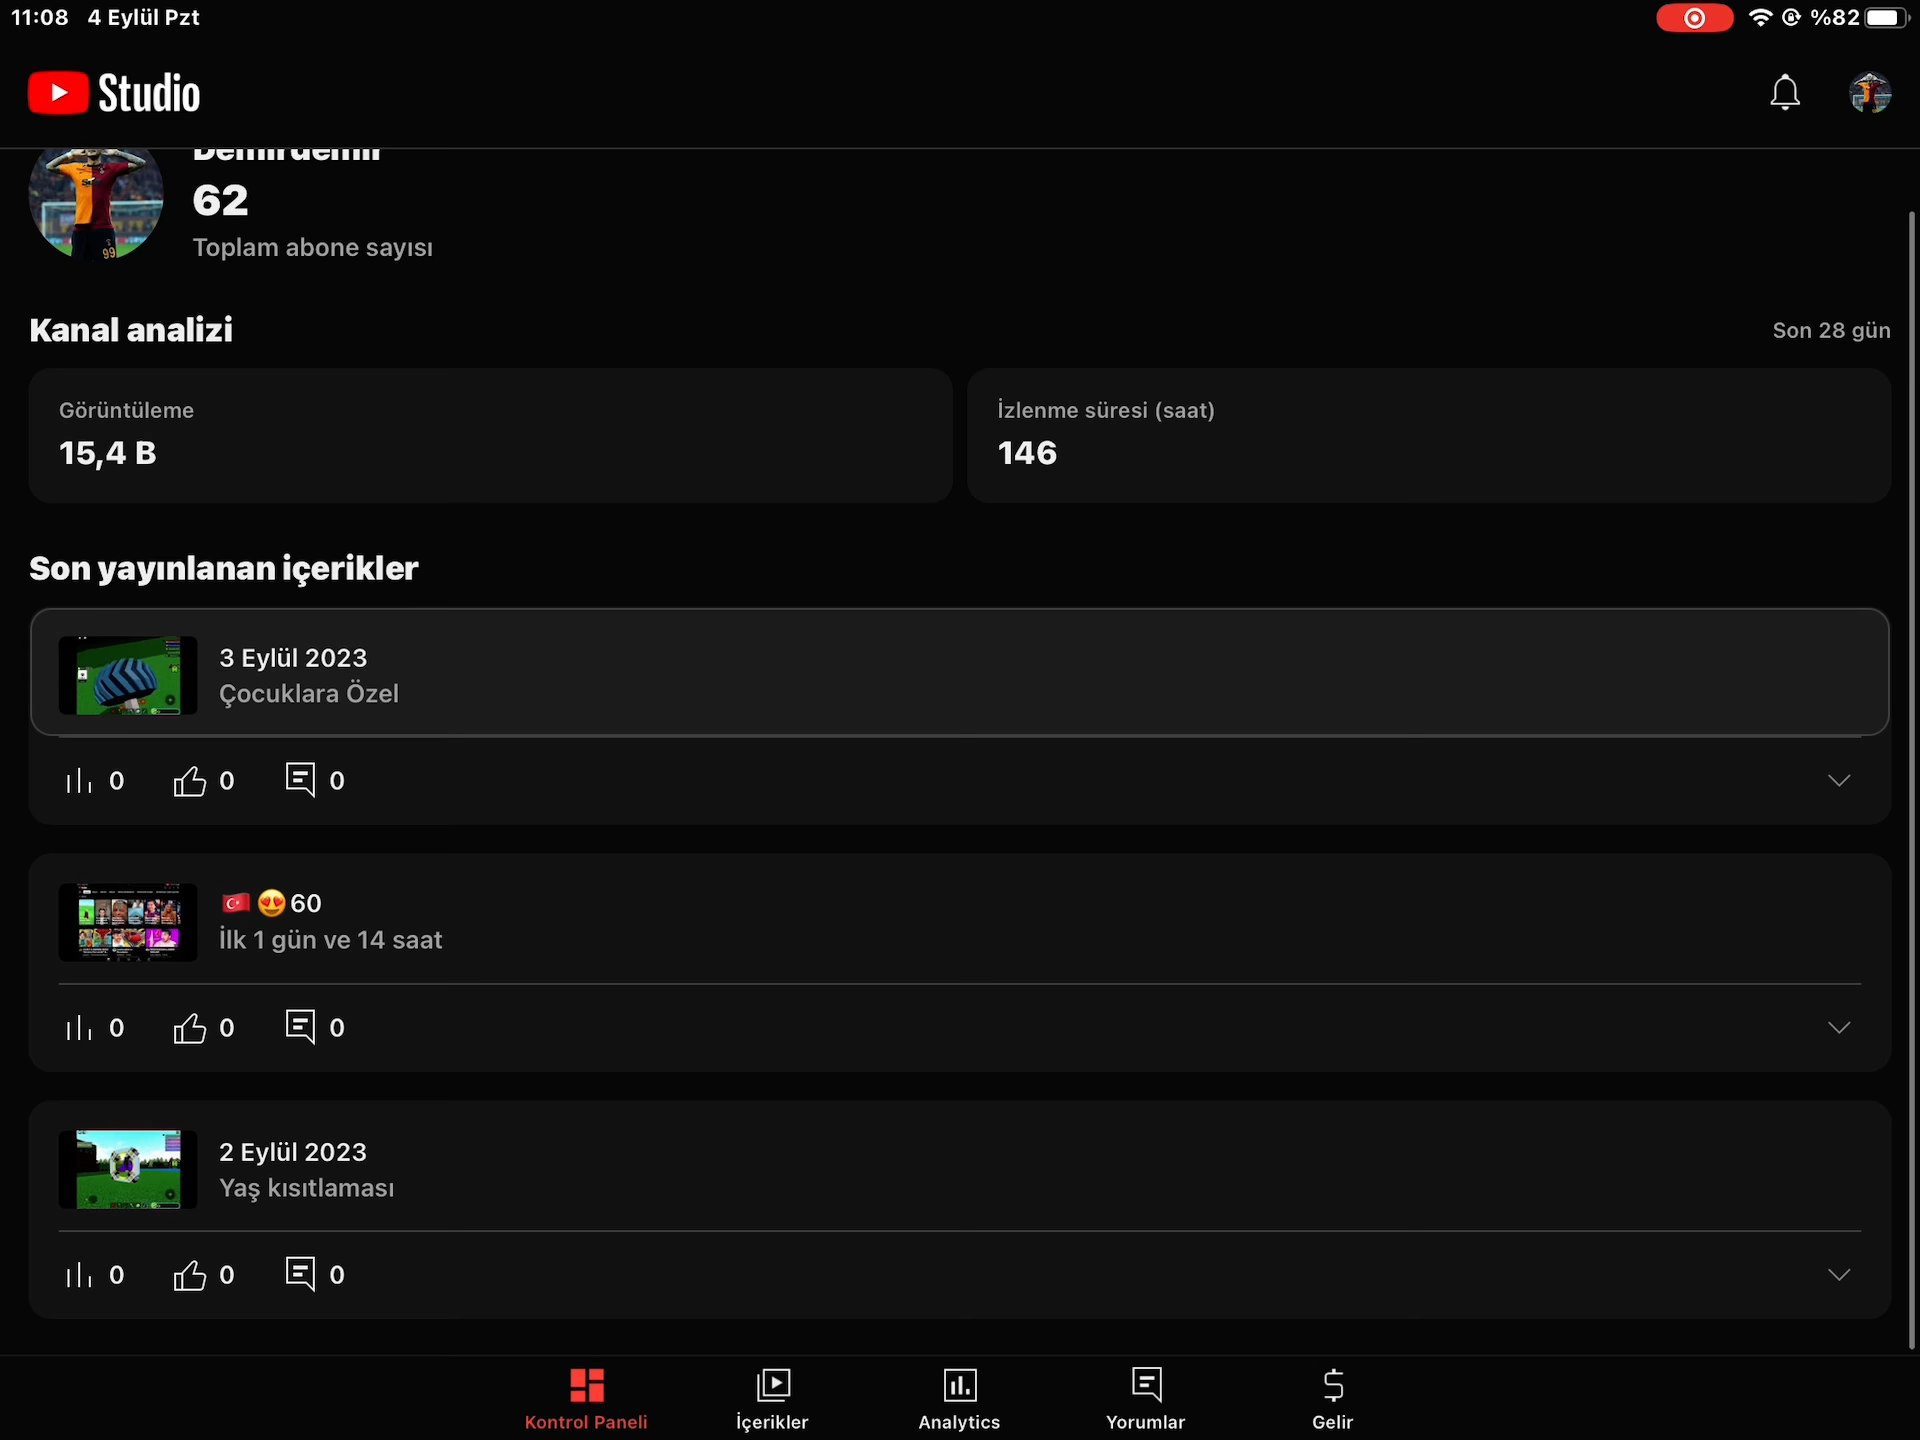 11:08 4 Eylül Pzt %82
Studio
Demirdemir
62
Toplam abone sayısı
Kanal analizi
Son 28 gün
Görüntüleme
15,4 B
İzlenme süresi (saat)
146
Son yayınlanan içerikler
3 Eylül 2023
Çocuklara Özel
0 0 0
🇹🇷 😍60
İlk 1 gün ve 14 saat
0 0 0
2 Eylül 2023
Yaş kısıtlaması
0 0 0
Kontrol Paneli
İçerikler
Analytics
Yorumlar
Gelir